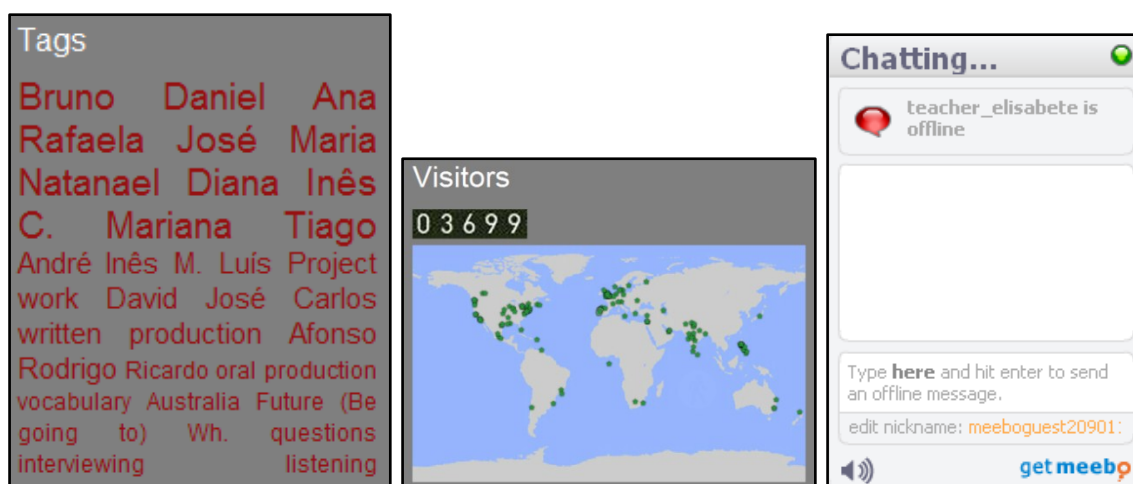 Tags
Bruno Daniel Ana
Rafaela José Maria
Natanael Diana Inês
C. Mariana Tiago
André Inês M. Luís Project
work David José Carlos
written production Afonso
Rodrigo Ricardo oral production
vocabulary Australia Future (Be
going to) Wh. questions
interviewing listening
Visitors
03699
Chatting...
teacher_elisabete is
offline
Type here and hit enter to send
an offline message.
edit nickname: meeboguest20901
get meebo